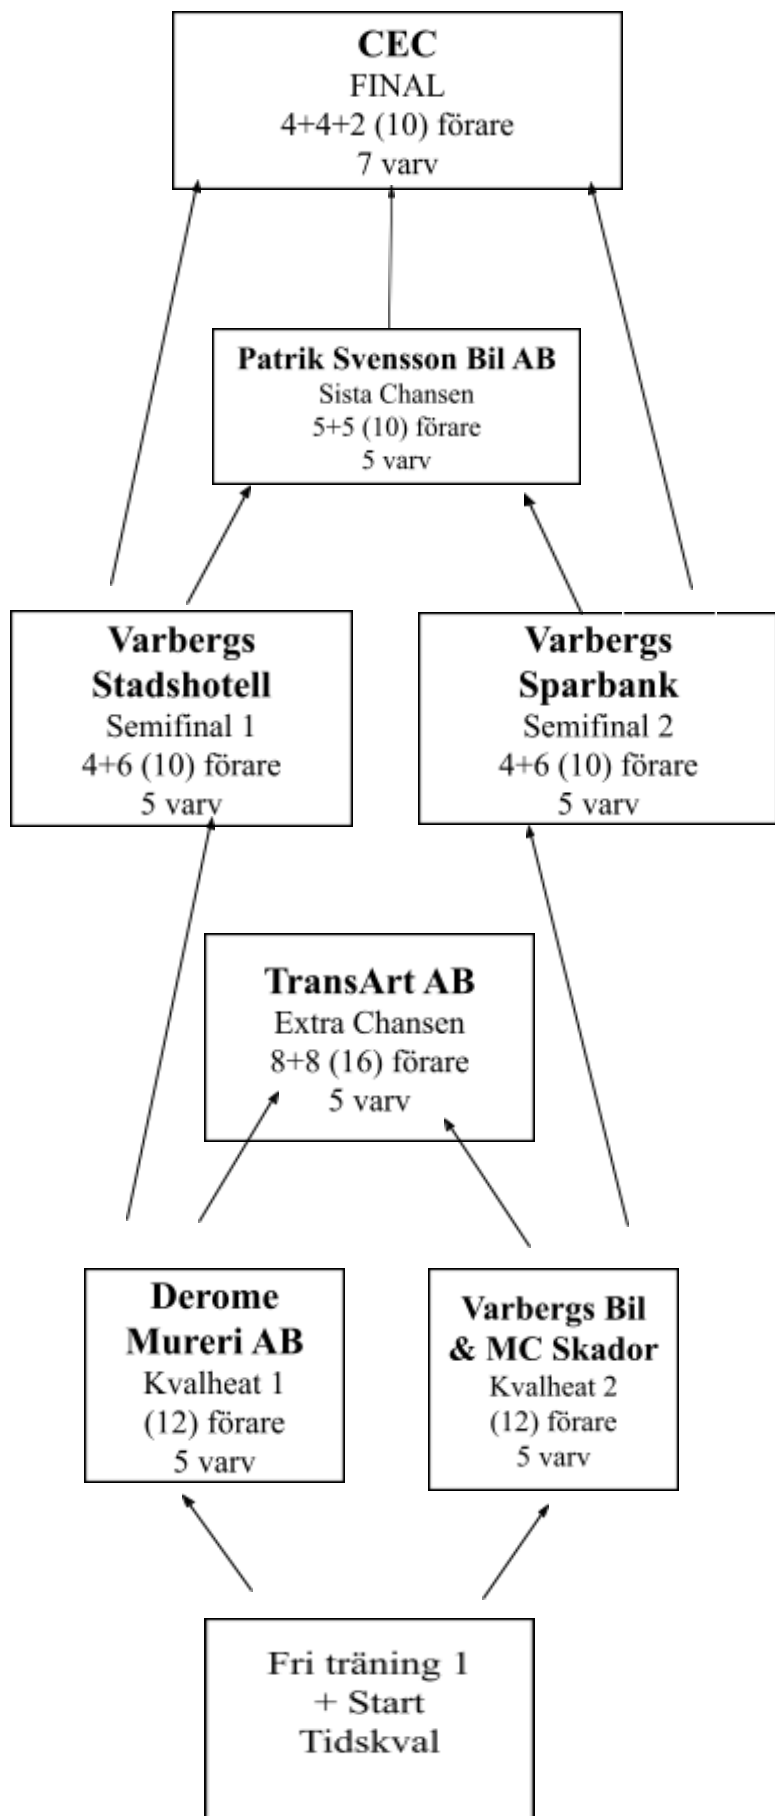 CEC
FINAL
4+4+2 (10) förare
7 varv
Patrik Svensson Bil AB
Sista Chansen
5+5 (10) förare
5 varv
Varbergs
Stadshotell
Semifinal 1
4+6 (10) förare
5 varv
Varbergs
Sparbank
Semifinal 2
4+6 (10) förare
5 varv
TransArt AB
Extra Chansen
8+8 (16) förare
5 varv
Derome
Mureri AB
Kvalheat 1
(12) förare
5 varv
Varbergs Bil
& MC Skador
Kvalheat 2
(12) förare
5 varv
Fri träning 1
+ Start
Tidskval